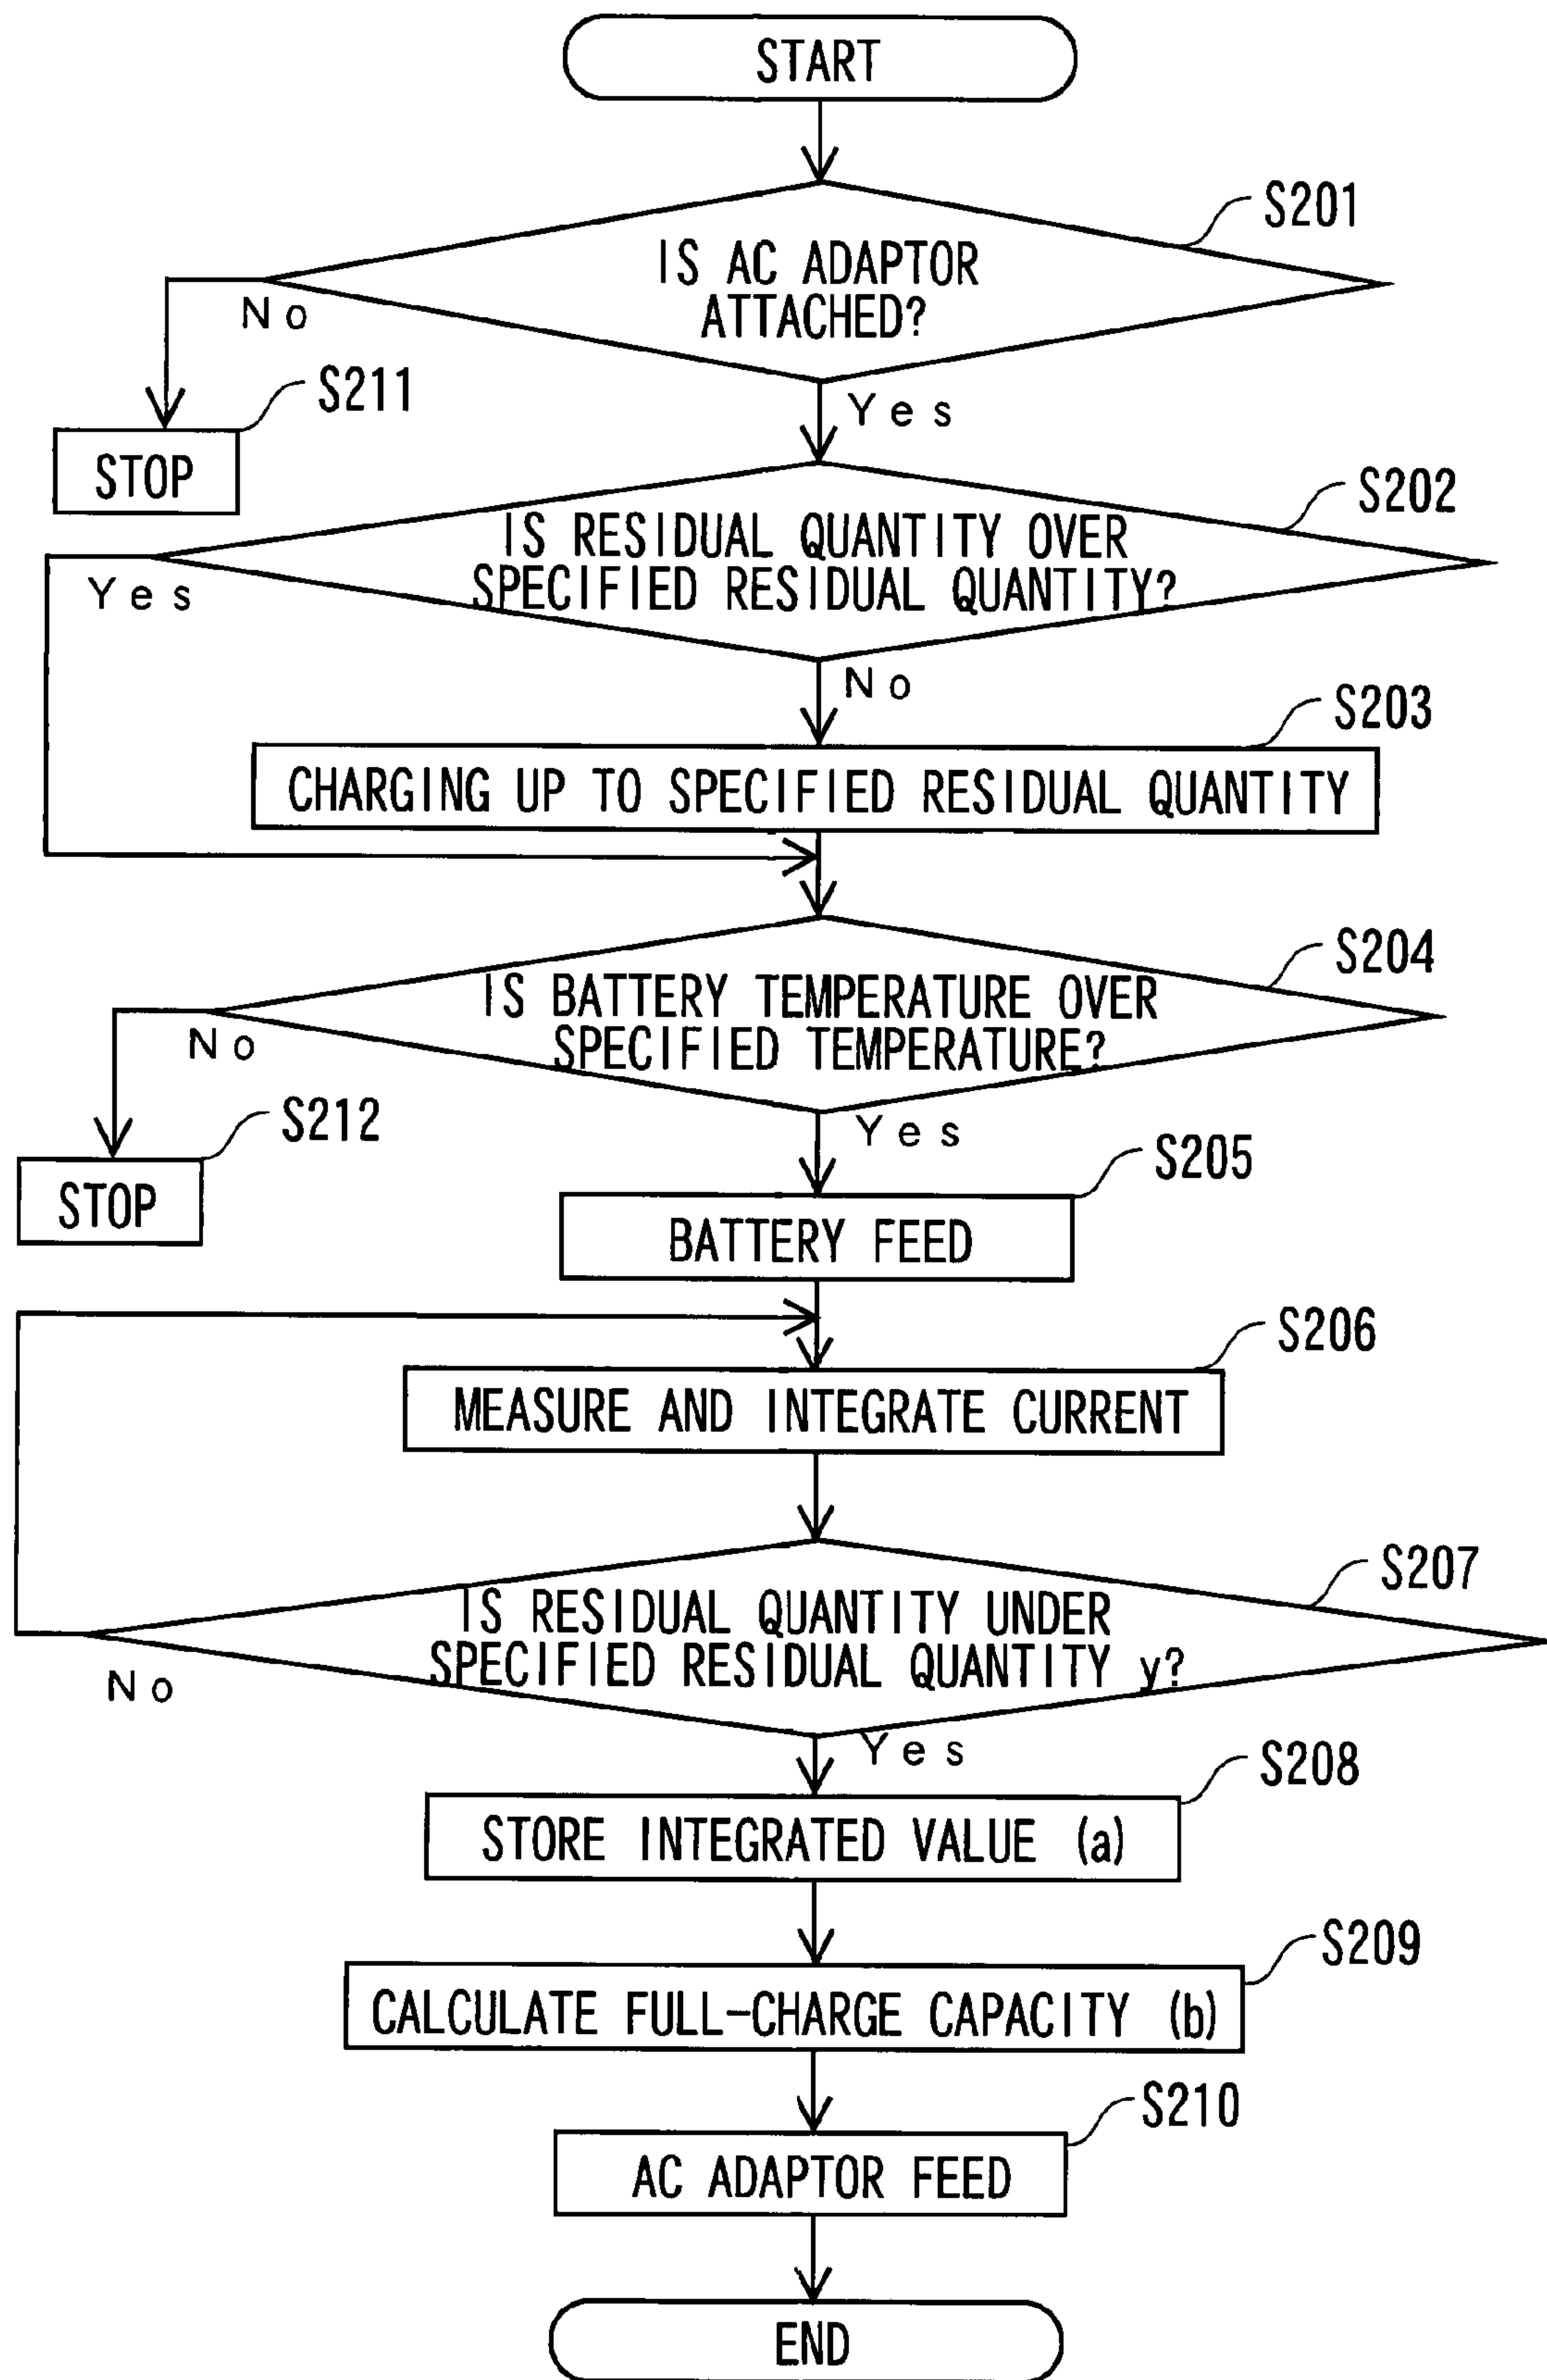 START
S201
IS AC ADAPTOR
ATTACHED?
No
S211
Yes
STOP
S202
IS RESIDUAL QUANTITY OVER
SPECIFIED RESIDUAL QUANTITY?
Yes
No
S203
CHARGING UP TO SPECIFIED RESIDUAL QUANTITY
S204
IS BATTERY TEMPERATURE OVER
SPECIFIED TEMPERATURE?
No
S212
Yes
STOP
S205
BATTERY FEED
S206
MEASURE AND INTEGRATE CURRENT
S207
IS RESIDUAL QUANTITY UNDER
SPECIFIED RESIDUAL QUANTITY y?
No
Yes
S208
STORE INTEGRATED VALUE (a)
S209
CALCULATE FULL-CHARGE CAPACITY (b)
S210
AC ADAPTOR FEED
END